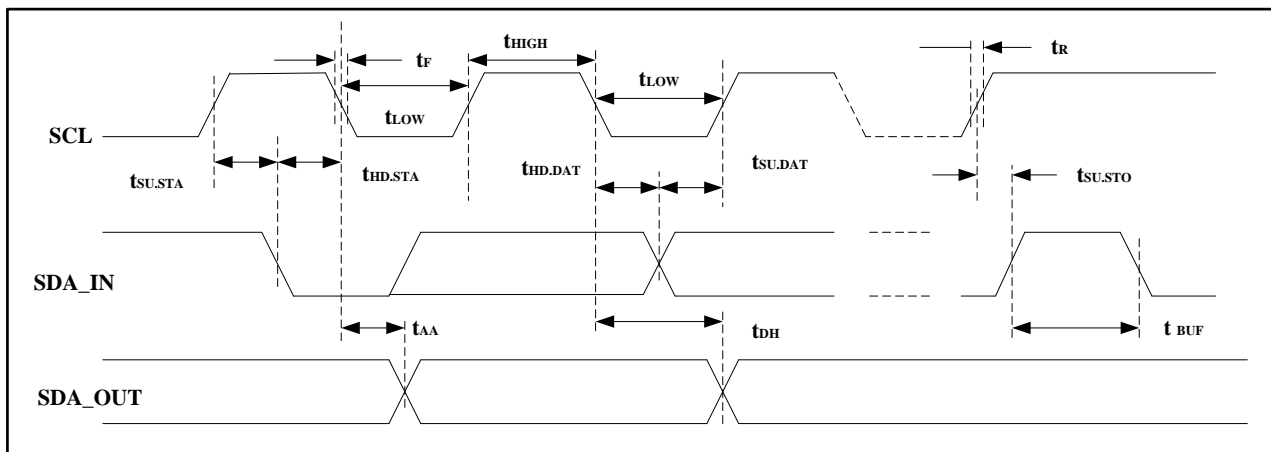 tHIGH
tR
tF
tLOW
tLOW
SCL
tSU.STA
tHD.STA
tHD.DAT
tSU.DAT
tSU.STO
SDA_IN
tAA
tDH
t BUF
SDA_OUT